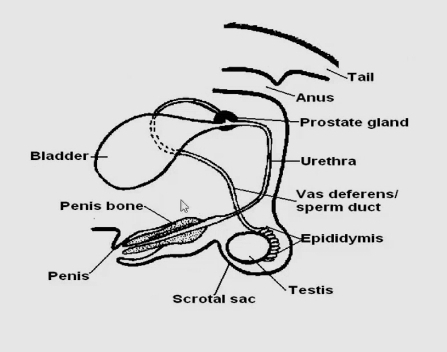 Tail
Anus
Prostate gland
Bladder
Urethra
Vas deferens/
sperm duct
Penis bone
Epididymis
Penis
Testis
Scrotal sac